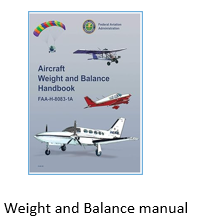 Federal Aviation
Administration
Aircraft
Weight and Balance
Handbook
FAA-H-8083-1A
Weight and Balance manual